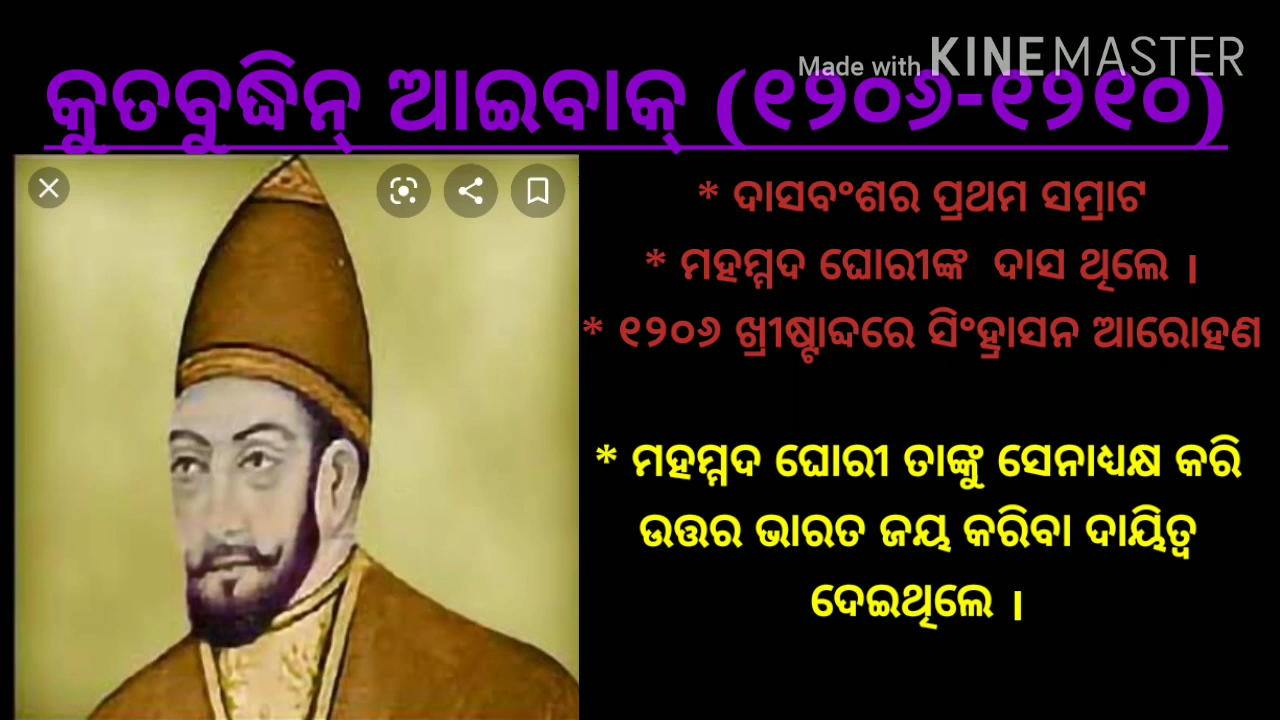 Made with KINEMASTER
କୁତବୁଦ୍ଧିନ୍ ଆଇବାକ୍ (୧୨୦୬-୧୨୧୦)
* ଦାସବଂଶର ପ୍ରଥମ ସମ୍ରାଟ
* ମହମ୍ମଦ ଘୋରୀଙ୍କ ଦାସ ଥିଲେ ।
* ୧୨୦୬ ଖ୍ରୀଷ୍ଟାବ୍ଦରେ ସିଂହ୍ରାସନ ଆରୋହଣ
* ମହମ୍ମଦ ଘୋରୀ ତାଙ୍କୁ ସେନାଧ୍ୟକ୍ଷ କରି
ଉତ୍ତର ଭାରତ ଜୟ କରିବା ଦାୟିତ୍ୱ
ଦେଇଥିଲେ ।